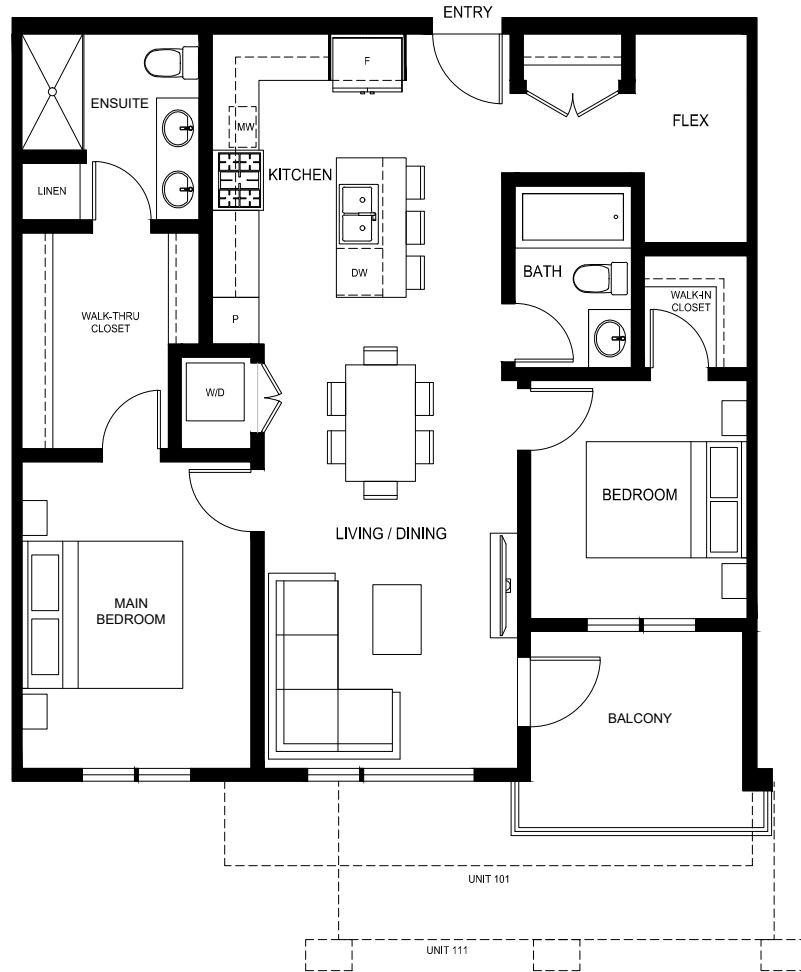 ENTRY
F
ENSUITE
FLEX
MW
KITCHEN
LINEN
DW
BATH
WALK-IN
CLOSET
WALK-THRU
CLOSET
P
W/D
BEDROOM
LIVING / DINING
MAIN
BEDROOM
BALCONY
UNIT 101
UNIT 111